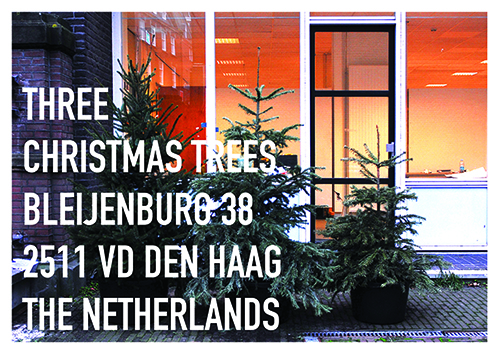 THREE
CHRISTMAS TREES
BLEIJENBURG 38
2511 VD DEN HAAG
THE NETHERLANDS